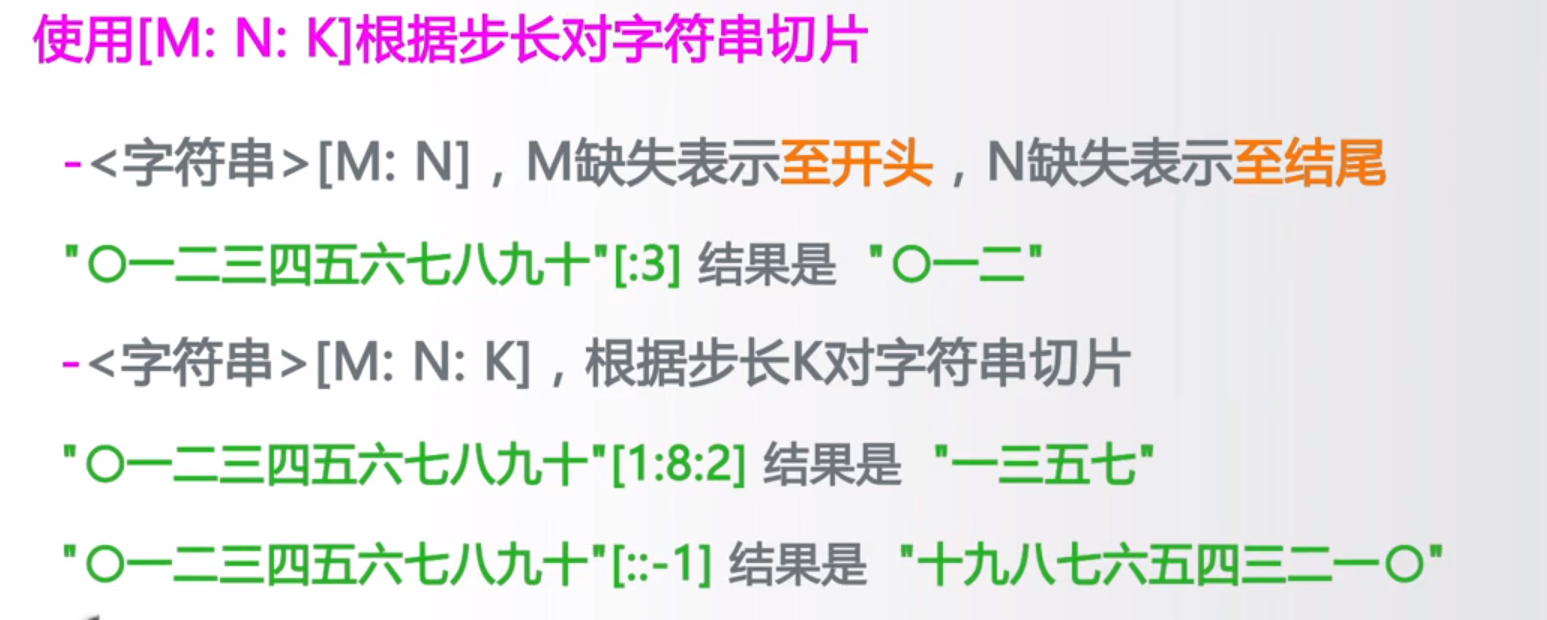 使用[M: N: K]根据步长对字符串切片
-<字符串>[M: N]，M缺失表示至开头，N缺失表示至结尾
"〇一二三四五六七八九十"[:3] 结果是 "〇一二"
-<字符串>[M: N: K]，根据步长K对字符串切片
"〇一二三四五六七八九十"[1:8:2] 结果是 "一三五七"
"〇一二三四五六七八九十"[::-1] 结果是 "十九八七六五四三二一〇"